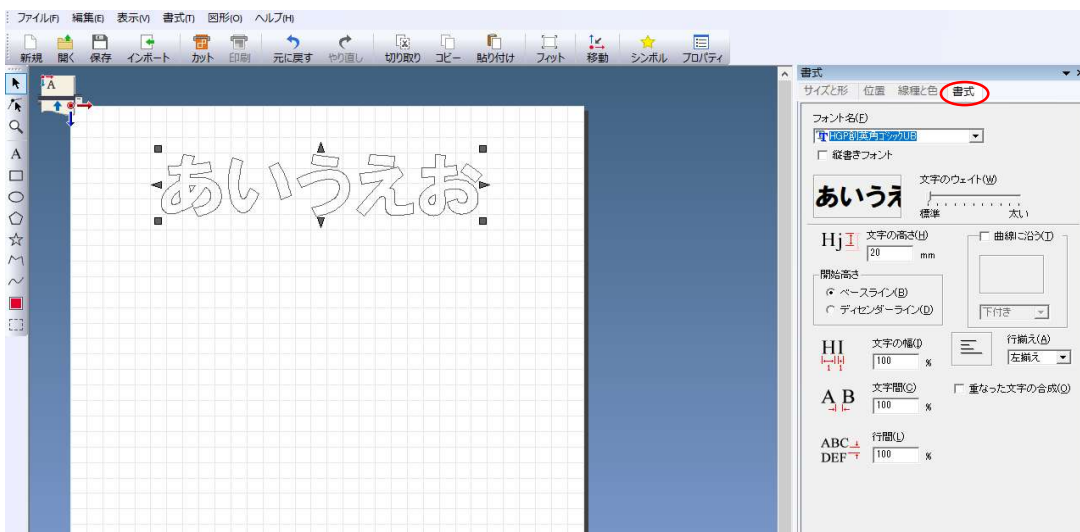 ファイル(F) 編集(E) 表示(V) 書式(T) 図形(O) ヘルプ(H)
新規 開く 保存 インポート カット 印刷 元に戻す やり直し 切り取り コピー 貼り付け フィット 移動 シンボル プロパティ
書式
サイズと形 位置 線種と色 書式
A
A
あいうえお
フォント名(F)
HGP創英角ゴシックUB
縦書きフォント
あいうえ
文字のウェイト(W)
標準 太い
Hj 文字の高さ(H)
20 mm
曲線に沿う(T)
開始高さ
ベースライン(B)
ディセンダーライン(D)
下付き
HI 文字の幅(I)
100 %
1 1
行揃え(A)
左揃え
A B 文字間(C)
100 %
重なった文字の合成(O)
ABC
DEF
行間(L)
100 %